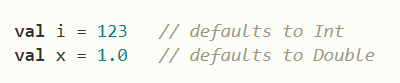 val i = 123   // defaults to Int
val x = 1.0   // defaults to Double